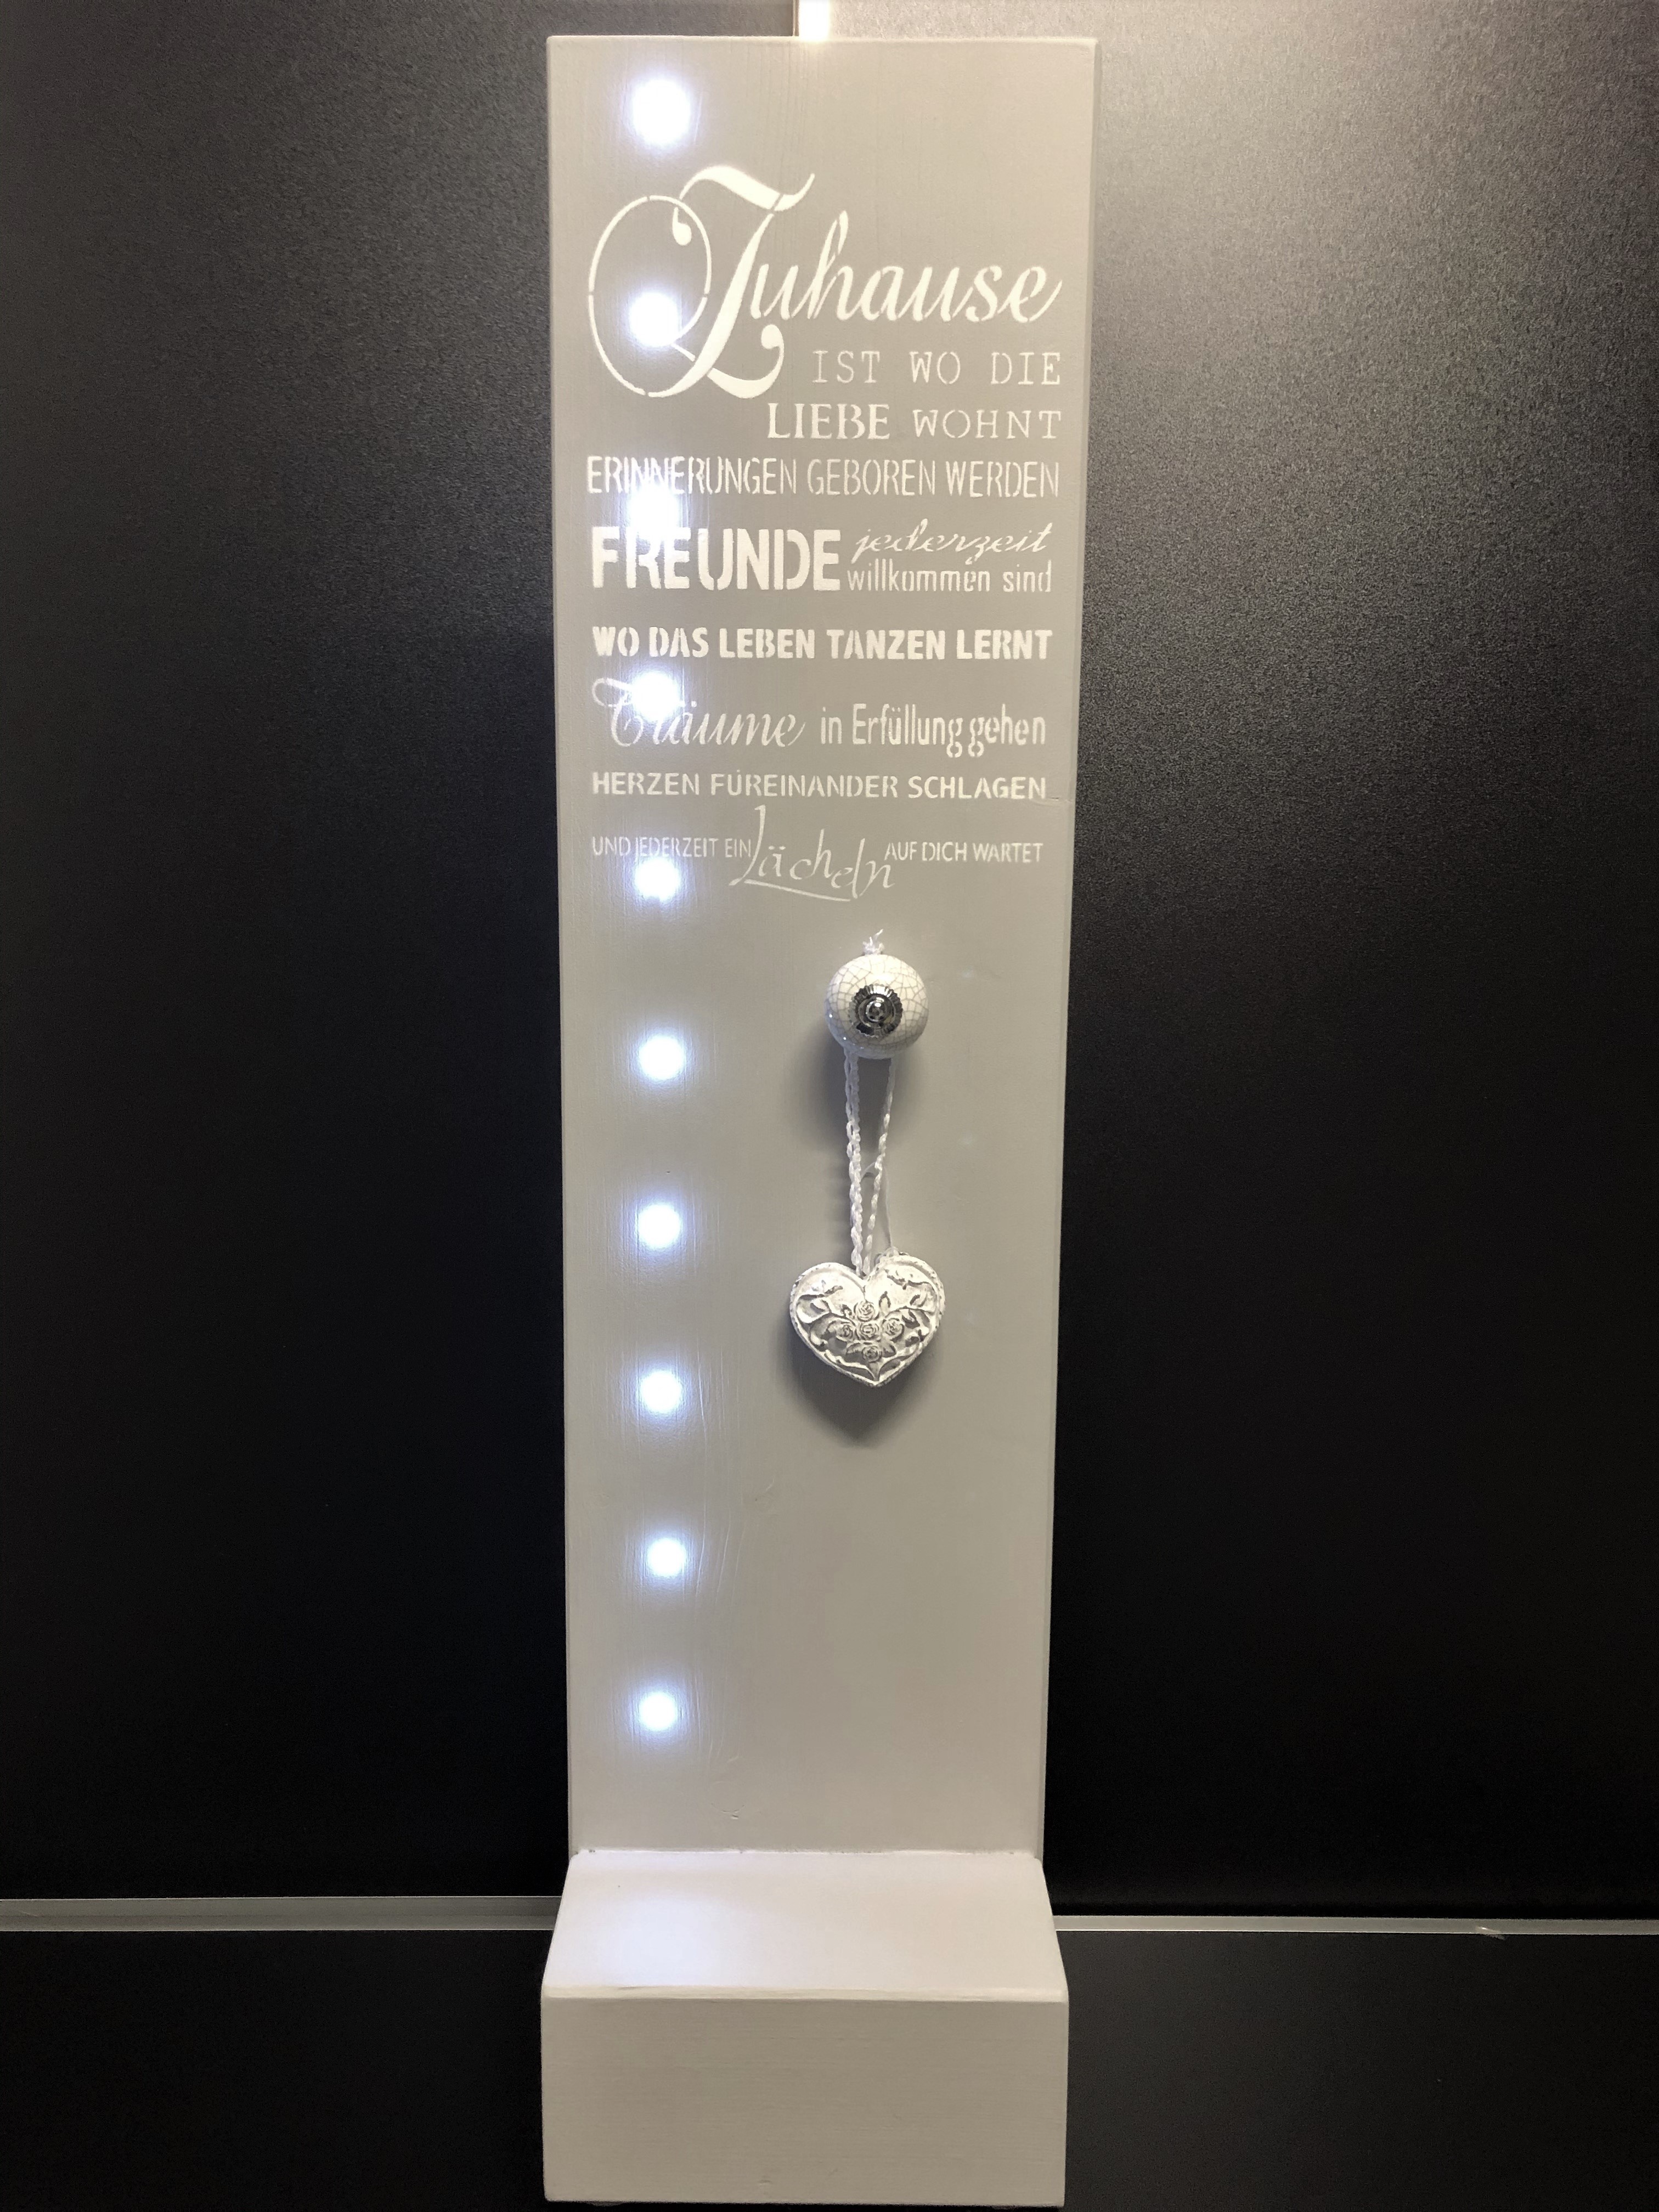 Zuhause
IST WO DIE
LIEBE WOHNT
ERINNERUNGEN GEBOREN WERDEN
FREUNDE jederzeit
willkommen sind
WO DAS LEBEN TANZEN LERNT
Träume in Erfüllung gehen
HERZEN FÜREINANDER SCHLAGEN
UND JEDERZEIT EIN Lächeln AUF DICH WARTET